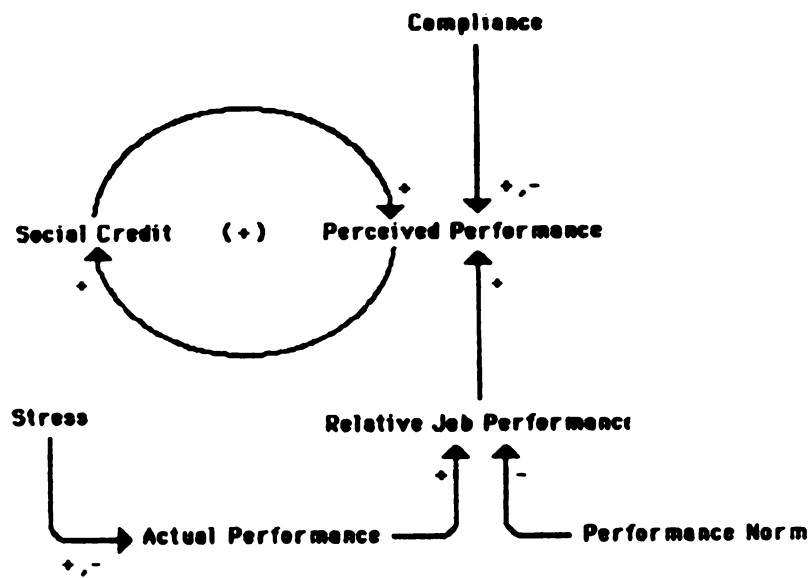 Compliance
+
+,-
Social Credit (+) Perceived Performance
+
+
Stress
Relative Job Performance
+
-
Actual Performance
Performance Norm
+,-